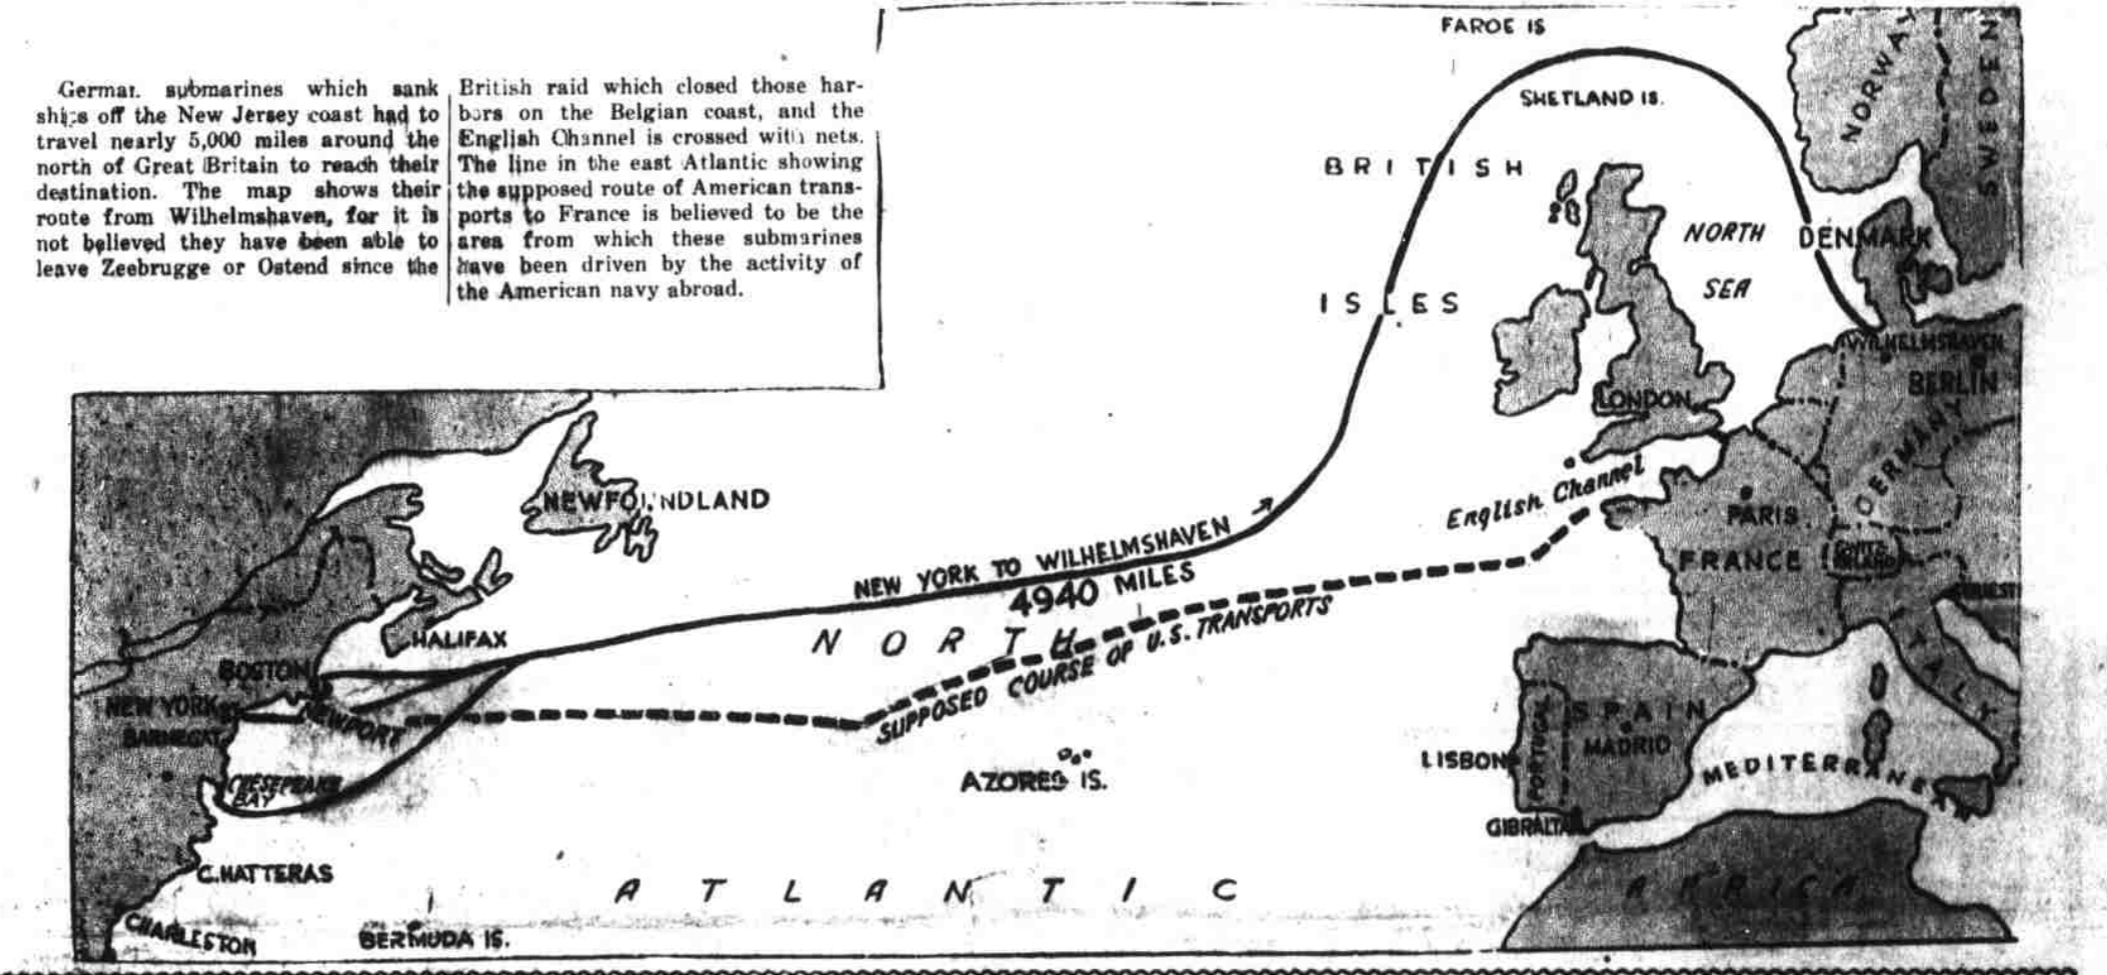 German submarines which sank
ships off the New Jersey coast had to
travel nearly 5,000 miles around the
north of Great Britain to reach their
destination. The map shows their
route from Wilhelmshaven, for it is
not believed they have been able to
leave Zeebrugge or Ostend since the
British raid which closed those har-
bors on the Belgian coast, and the
English Channel is crossed with nets.
The line in the east Atlantic showing
the supposed route of American trans-
ports to France is believed to be the
area from which these submarines
have been driven by the activity of
the American navy abroad.
FAROE IS
SHETLAND IS.
NORWAY
SWEDEN
BRITISH
ISLES
NORTH
SEA
DENMARK
WILHELMSHAVEN
BERLIN
GERMANY
LONDON
English Channel
PARIS
FRANCE
NEWFOUNDLAND
NEW YORK TO WILHELMSHAVEN
4940 MILES
NORTH
SUPPOSED COURSE OF U.S. TRANSPORTS
HALIFAX
BOSTON
NEW YORK
NEWPORT
BARNEGAT
CHESEPEAKE
BAY
AZORES IS.
LISBON
PORTUGAL
SPAIN
MADRID
GIBRALTAR
MEDITERRANEAN
ITALY
AFRICA
C. HATTERAS
CHARLESTON
BERMUDA IS.
ATLANTIC